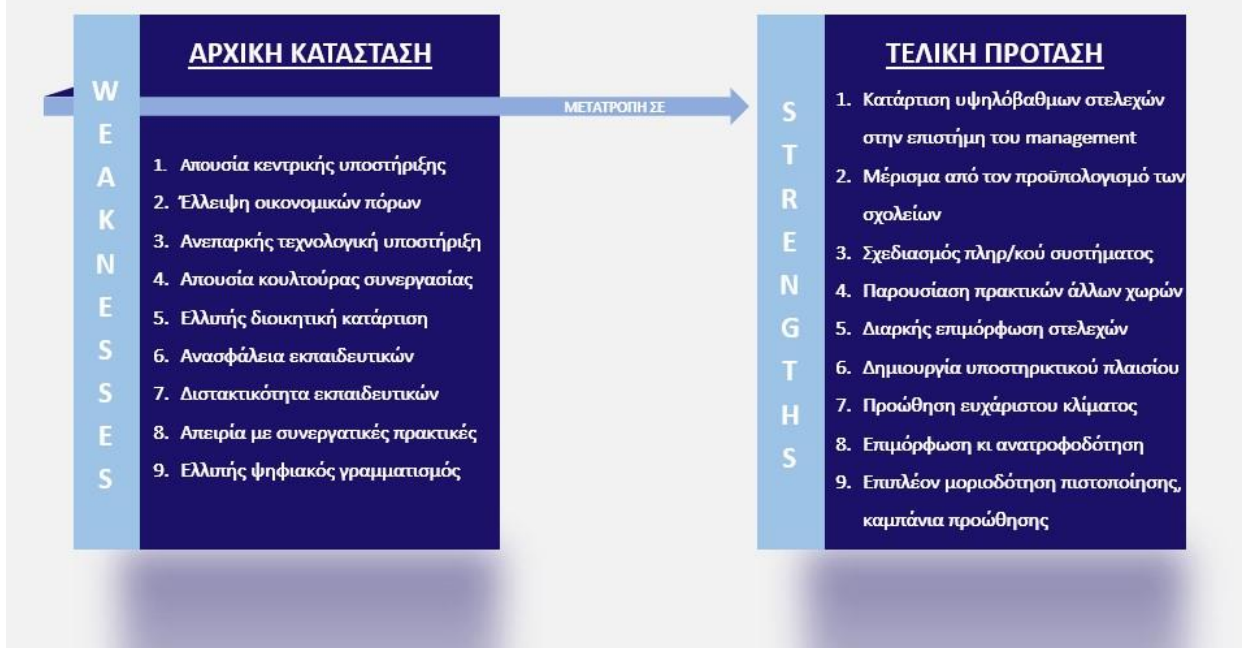 WEAKNESSES
ΑΡΧΙΚΗ ΚΑΤΑΣΤΑΣΗ
1. Απουσία κεντρικής υποστήριξης
2. Έλλειψη οικονομικών πόρων
3. Ανεπαρκής τεχνολογική υποστήριξη
4. Απουσία κουλτούρας συνεργασίας
5. Ελλιπής διοικητική κατάρτιση
6. Ανασφάλεια εκπαιδευτικών
7. Διστακτικότητα εκπαιδευτικών
8. Απειρία με συνεργατικές πρακτικές
9. Ελλιπής ψηφιακός γραμματισμός
ΜΕΤΑΤΡΟΠΗ ΣΕ
STRENGTHS
ΤΕΛΙΚΗ ΠΡΟΤΑΣΗ
1. Κατάρτιση υψηλόβαθμων στελεχών
στην επιστήμη του management
2. Μέρισμα από τον προϋπολογισμό των
σχολείων
3. Σχεδιασμός πληρ/κού συστήματος
4. Παρουσίαση πρακτικών άλλων χωρών
5. Διαρκής επιμόρφωση στελεχών
6. Δημιουργία υποστηρικτικού πλαισίου
7. Προώθηση ευχάριστου κλίματος
8. Επιμόρφωση κι ανατροφοδότηση
9. Επιπλέον μοριοδότηση πιστοποίησης,
καμπάνια προώθησης